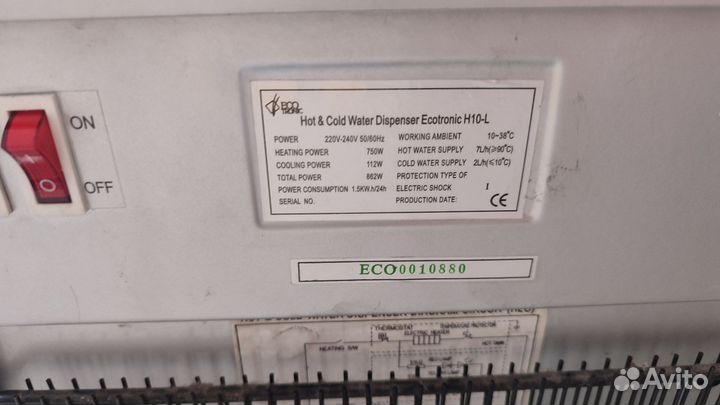 ON
OFF
ECO
TRONIC
Hot & Cold Water Dispenser Ecotronic H10-L
POWER 220V-240V 50/60Hz
HEATING POWER 750W
COOLING POWER 112W
TOTAL POWER 862W
POWER CONSUMPTION 1.5KW.h/24h
SERIAL NO.
WORKING AMBIENT 10~38°C
HOT WATER SUPPLY 7L/h(≥90°C)
COLD WATER SUPPLY 2L/h(≤10°C)
PROTECTION TYPE OF
ELECTRIC SHOCK I
PRODUCTION DATE:
CE
ECO0010880
THERMOSTAT
ELECTRIC HEATER
HEATING S/W
HOT
Avito